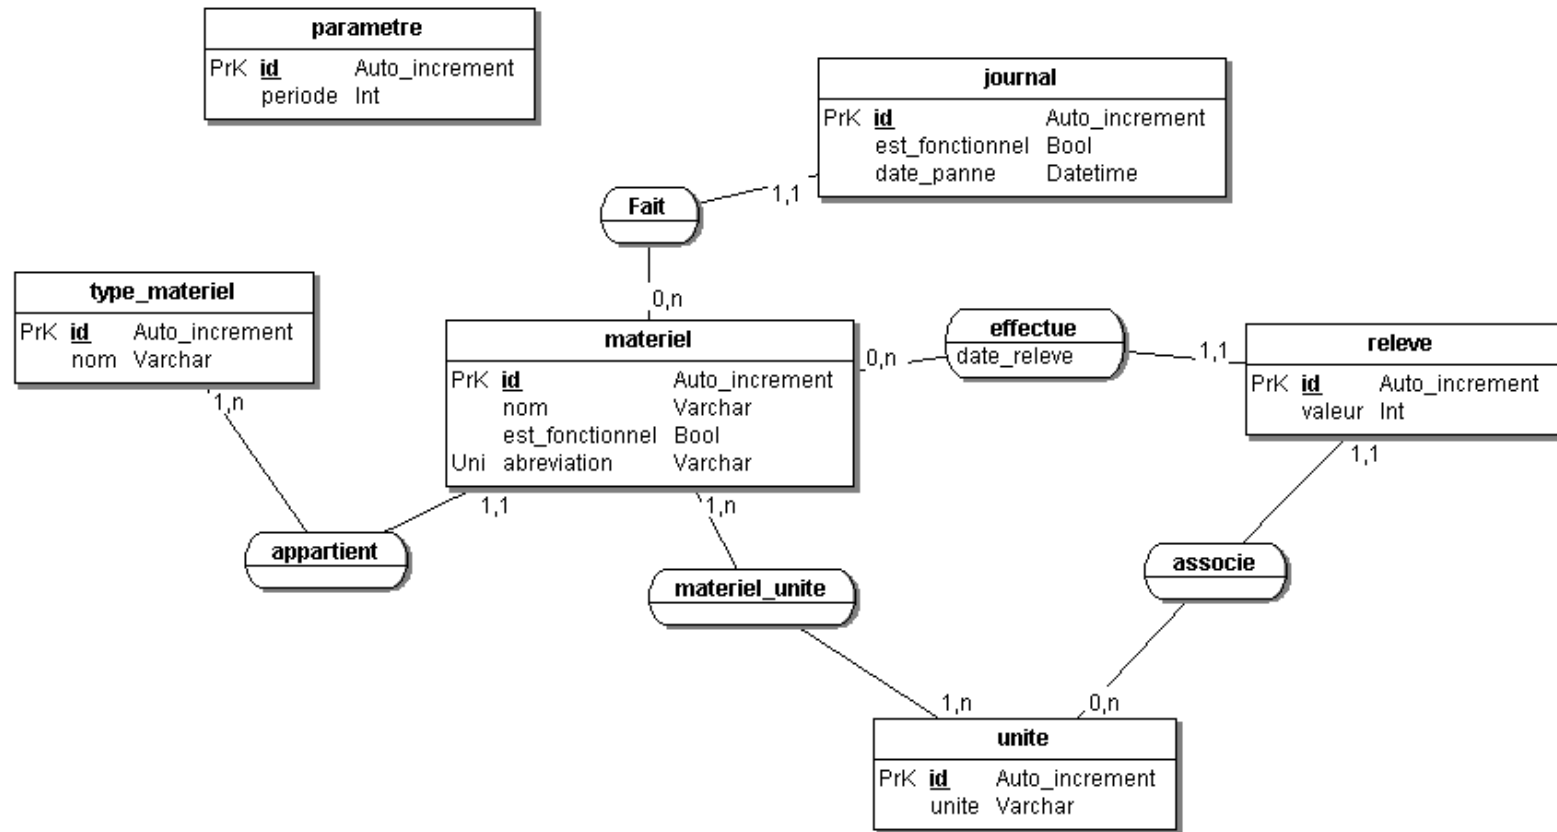 parametre
PrK id Auto_increment
periode Int
journal
PrK id Auto_increment
est_fonctionnel Bool
date_panne Datetime
1,1
Fait
0,n
type_materiel
PrK id Auto_increment
nom Varchar
1,n
materiel
PrK id Auto_increment
nom Varchar
est_fonctionnel Bool
Uni abreviation Varchar
0,n
effectue
date_releve
1,1
releve
PrK id Auto_increment
valeur Int
1,1
1,1
1,n
appartient
materiel_unite
associe
1,n
0,n
unite
PrK id Auto_increment
unite Varchar